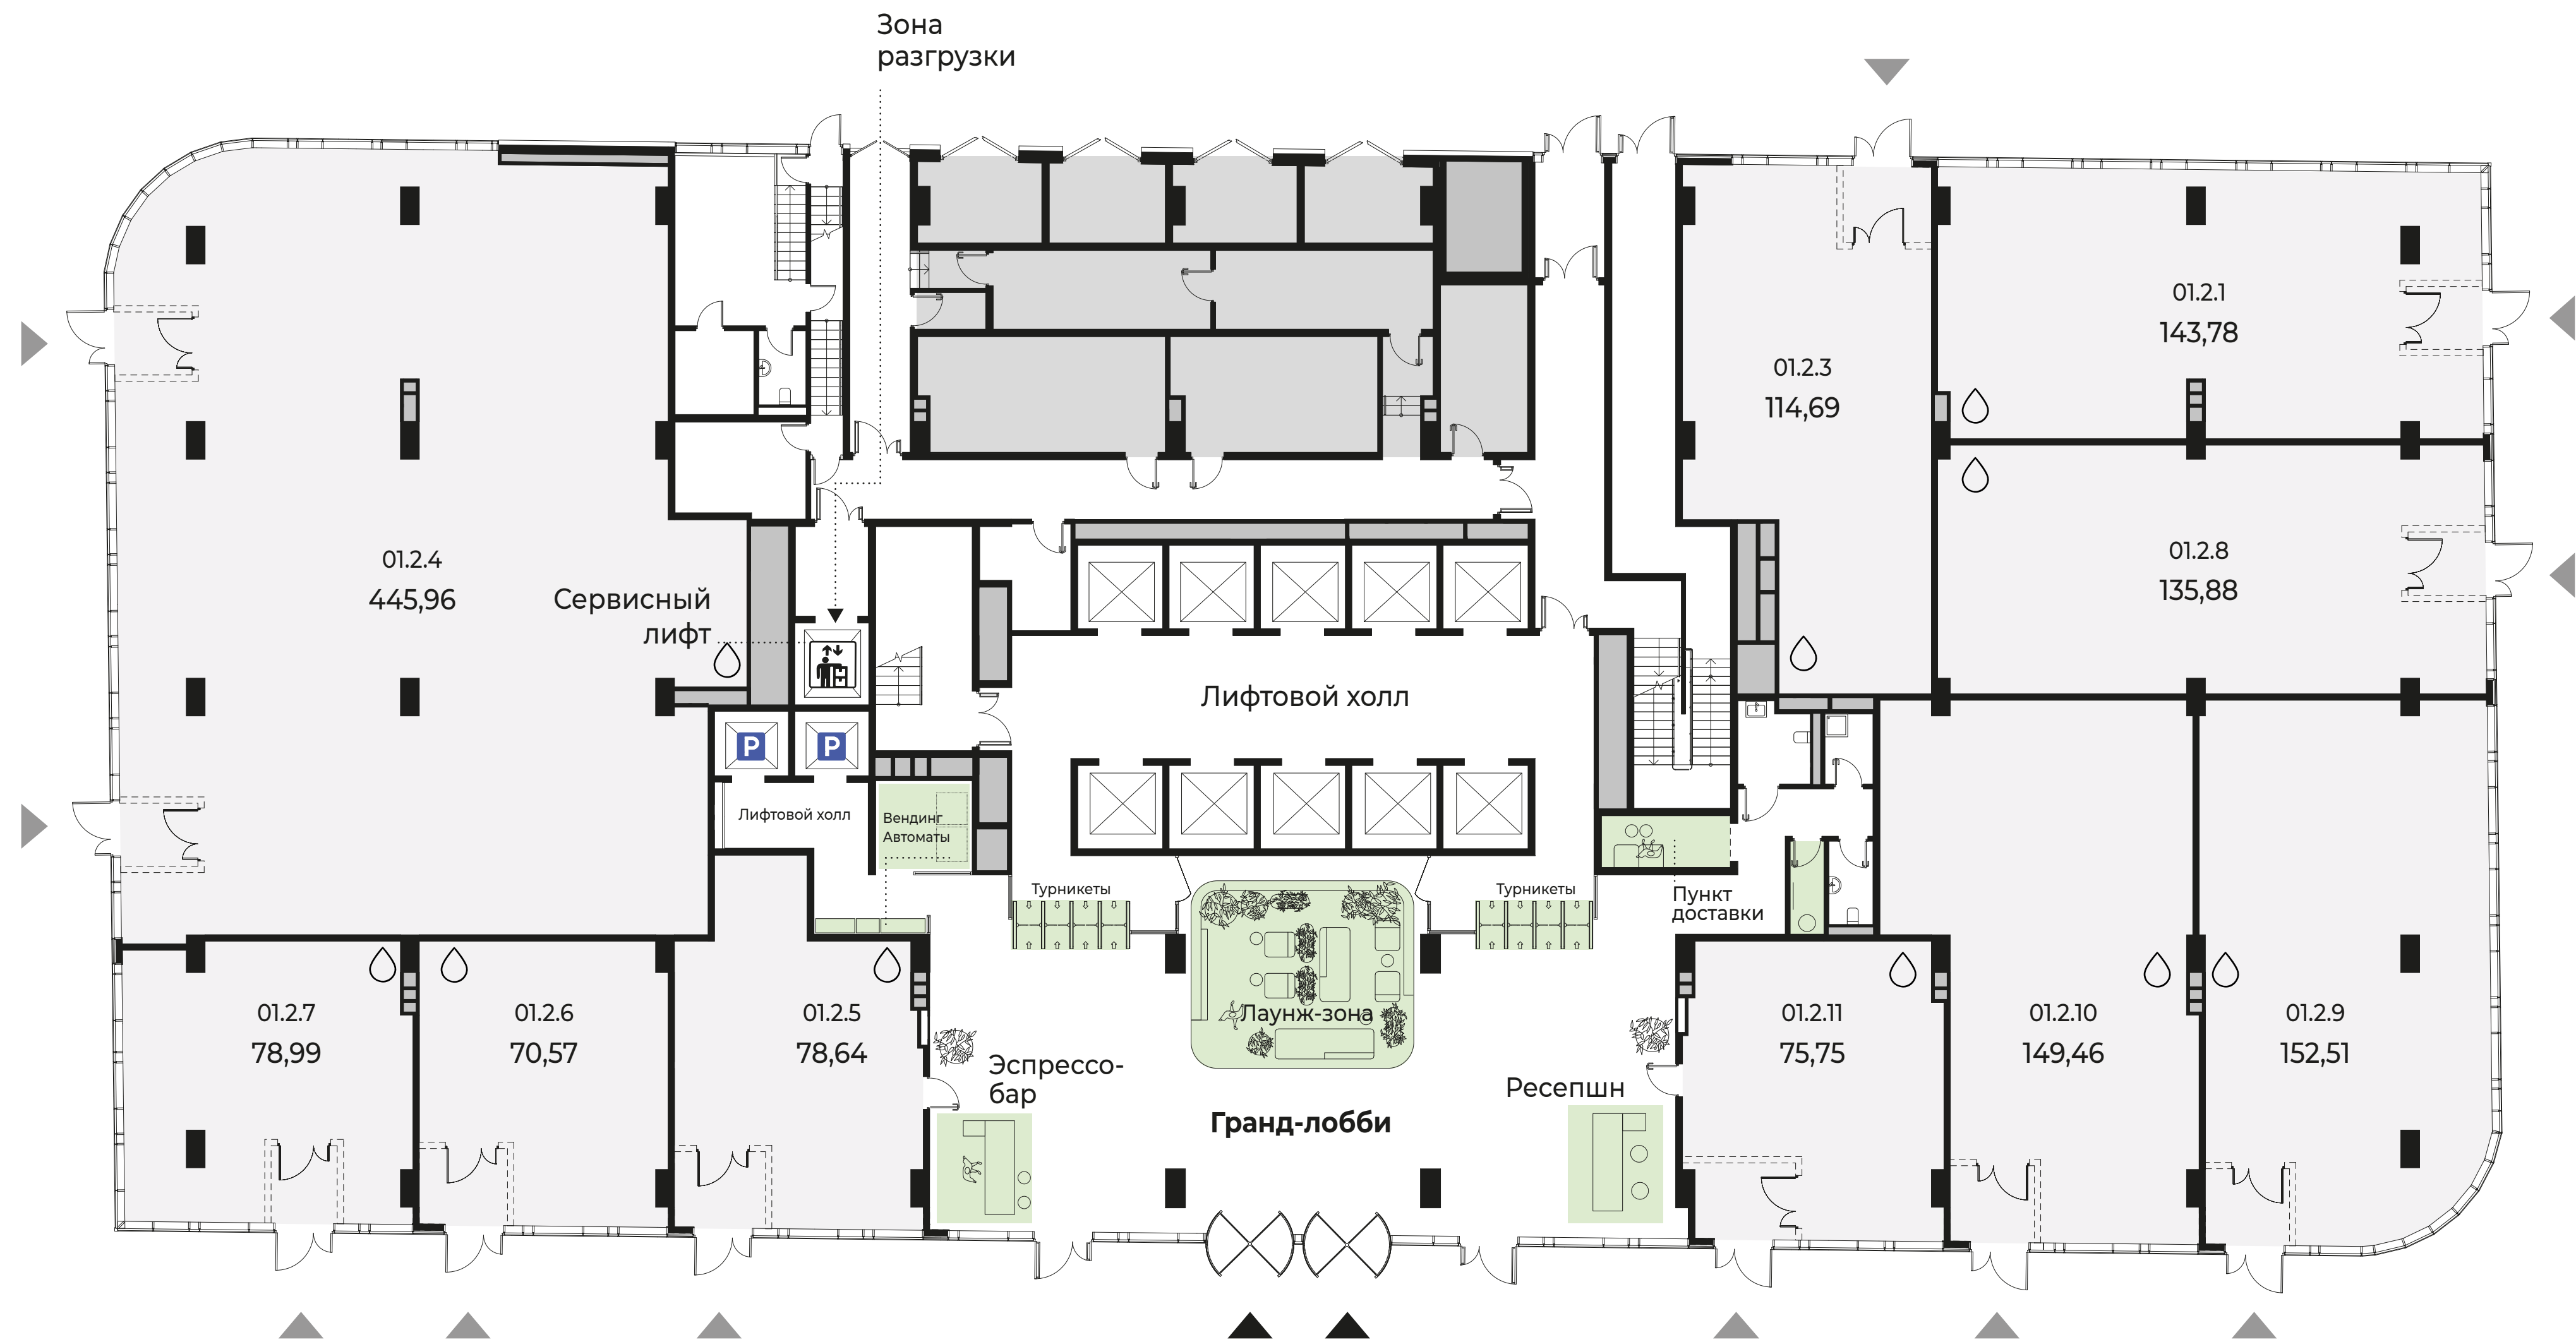 Зона
разгрузки
01.2.1
143,78
01.2.3
114,69
01.2.4
445,96
01.2.8
135,88
Сервисный
лифт
Лифтовой холл
P
P
Лифтовой холл
Вендинг
Автоматы
Турникеты
Турникеты
Пункт
доставки
01.2.7
78,99
01.2.6
70,57
01.2.5
78,64
Лаунж-зона
01.2.11
75,75
01.2.10
149,46
01.2.9
152,51
Эспрессо-
бар
Ресепшн
Гранд-лобби